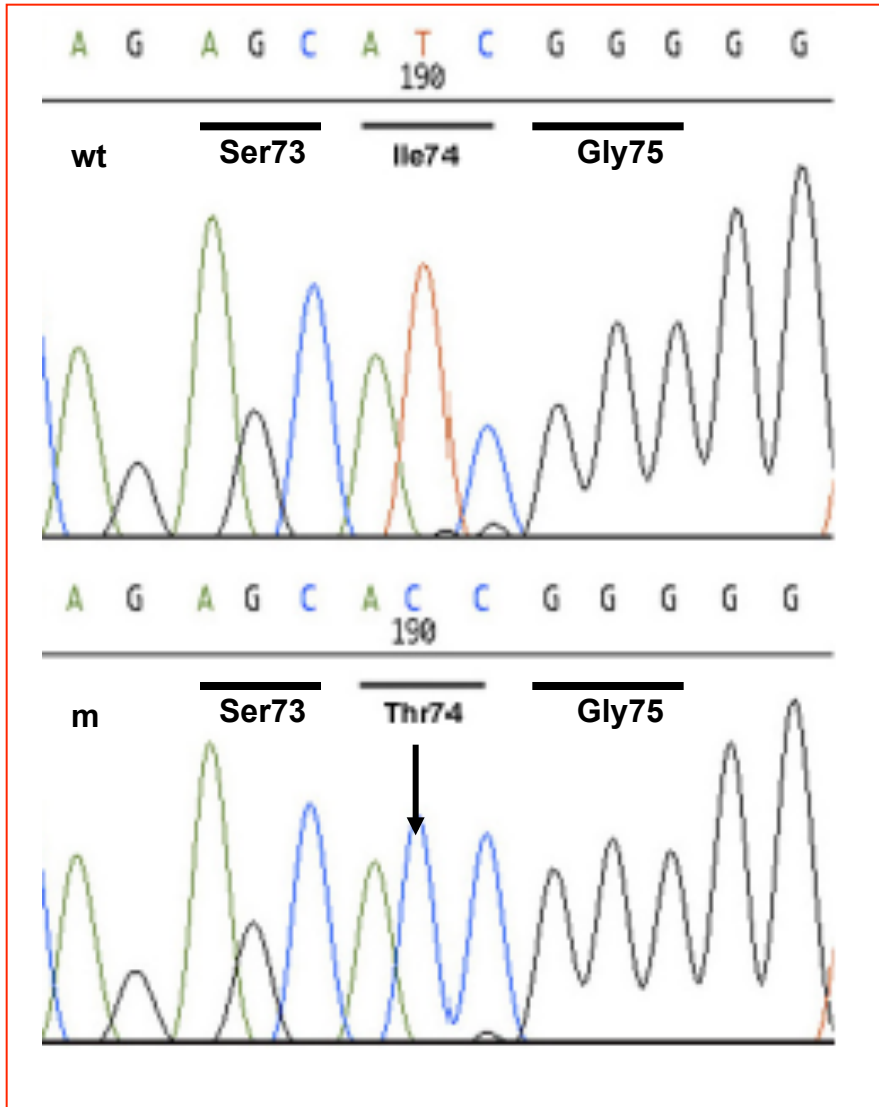 A G A G C A T C G G G G G
190
Ser73 Ile74 Gly75
wt
A G A G C A C C G G G G G
190
Ser73 Thr74 Gly75
m